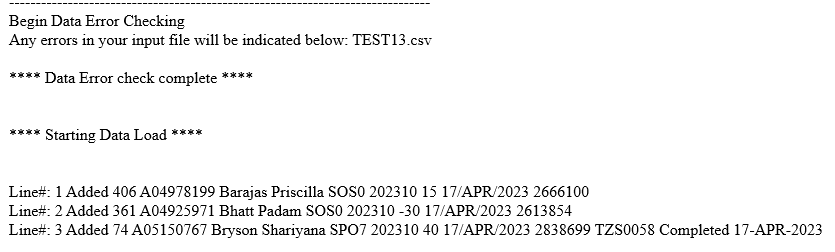 --------------------------------------------------------------------------------
Begin Data Error Checking
Any errors in your input file will be indicated below: TEST13.csv
**** Data Error check complete ****
**** Starting Data Load ****
Line#: 1 Added 406 A04978199 Barajas Priscilla SOS0 202310 15 17/APR/2023 2666100
Line#: 2 Added 361 A04925971 Bhatt Padam SOS0 202310 -30 17/APR/2023 2613854
Line#: 3 Added 74 A05150767 Bryson Shariyana SPO7 202310 40 17/APR/2023 2838699 TZS0058 Completed 17-APR-2023